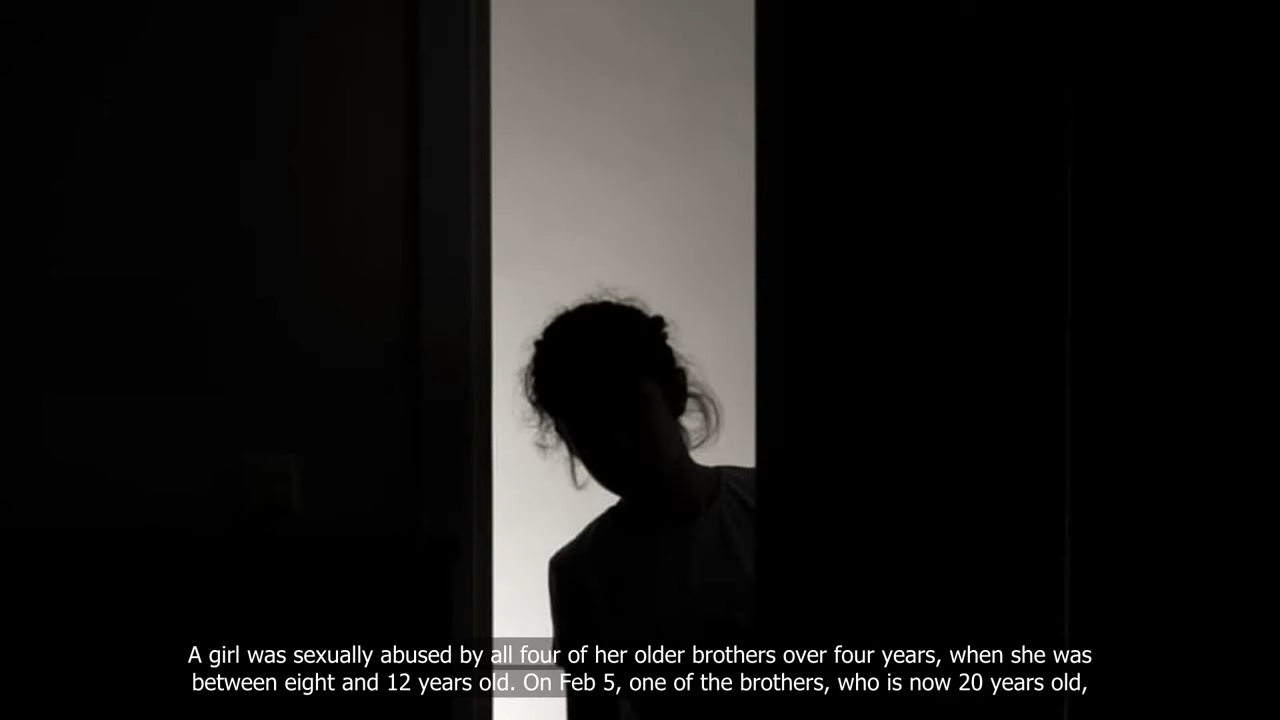 A girl was sexually abused by all four of her older brothers over four years, when she was
between eight and 12 years old. On Feb 5, one of the brothers, who is now 20 years old,